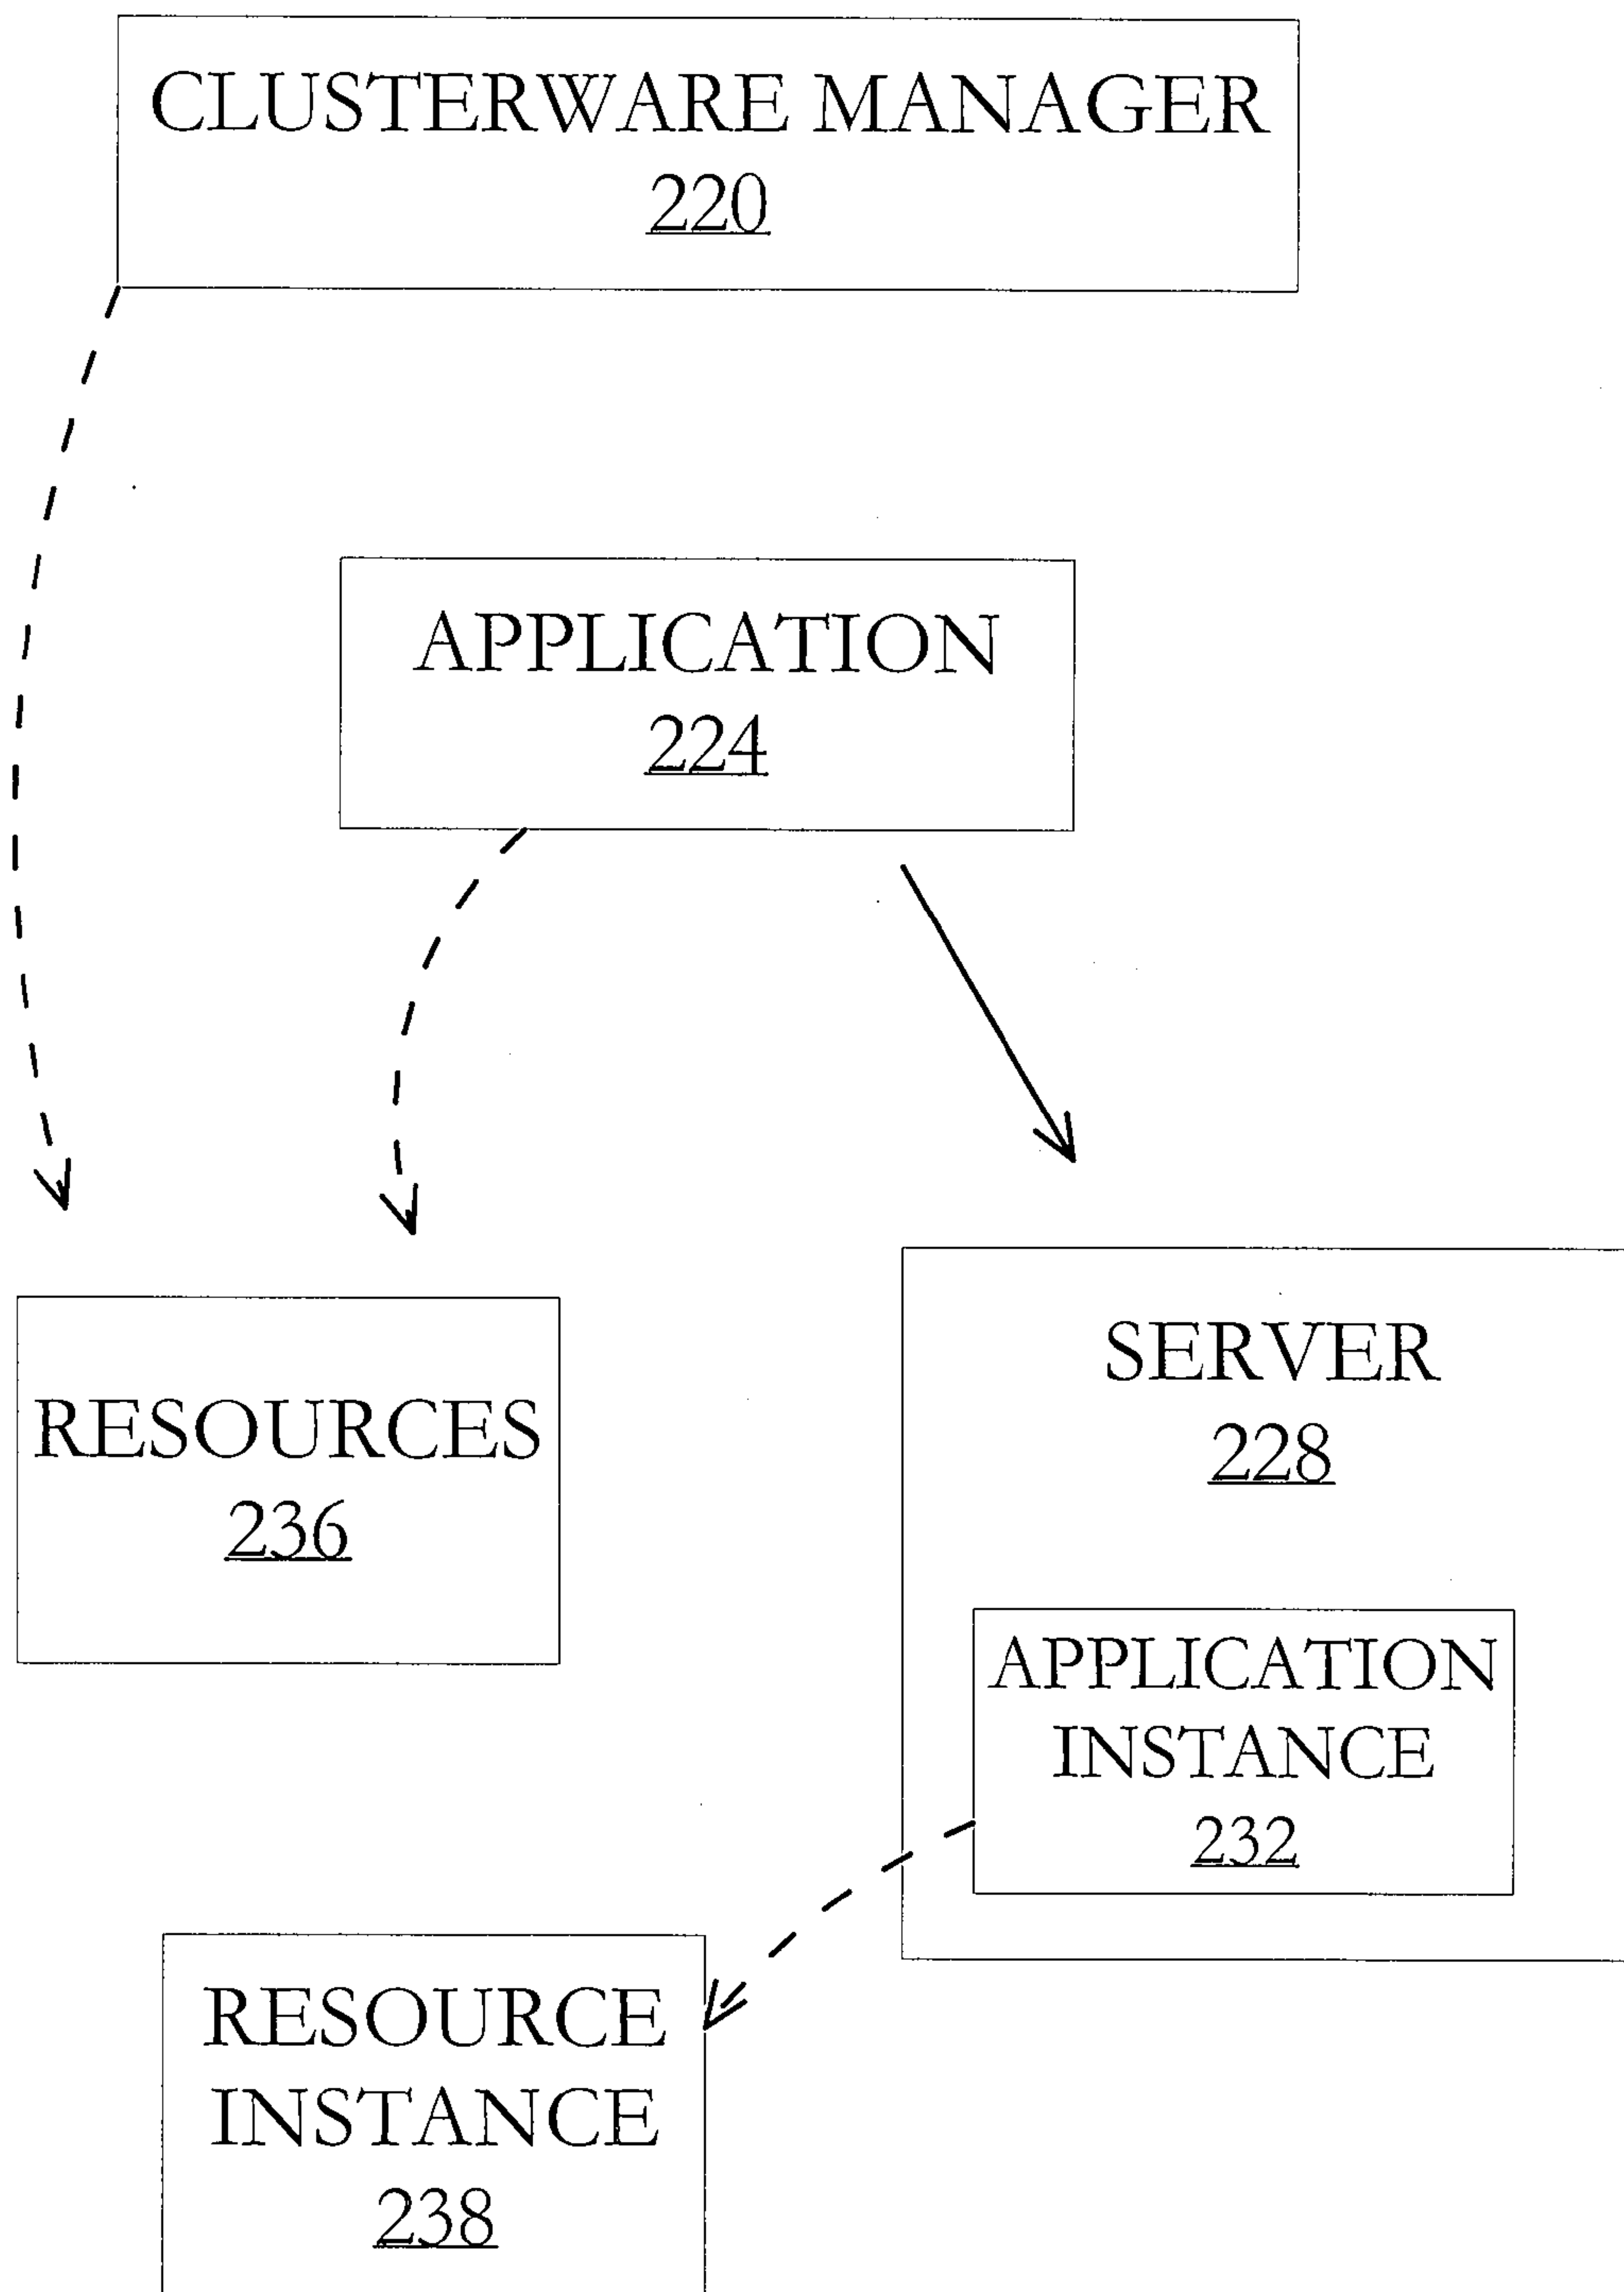 CLUSTERWARE MANAGER
220
APPLICATION
224
RESOURCES
236
SERVER
228
APPLICATION
INSTANCE
232
RESOURCE
INSTANCE
238